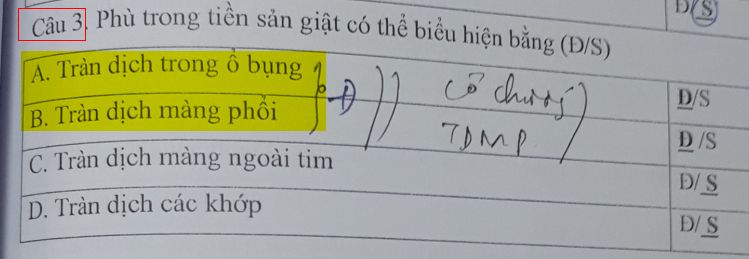 Đ/S
Câu 3. Phù trong tiền sản giật có thể biểu hiện bằng (Đ/S)
A. Tràn dịch trong ổ bụng
Đ/S
B. Tràn dịch màng phổi
Đ/S
Đ
Cổ chướng
TDMP
C. Tràn dịch màng ngoài tim
Đ/S
D. Tràn dịch các khớp
Đ/S